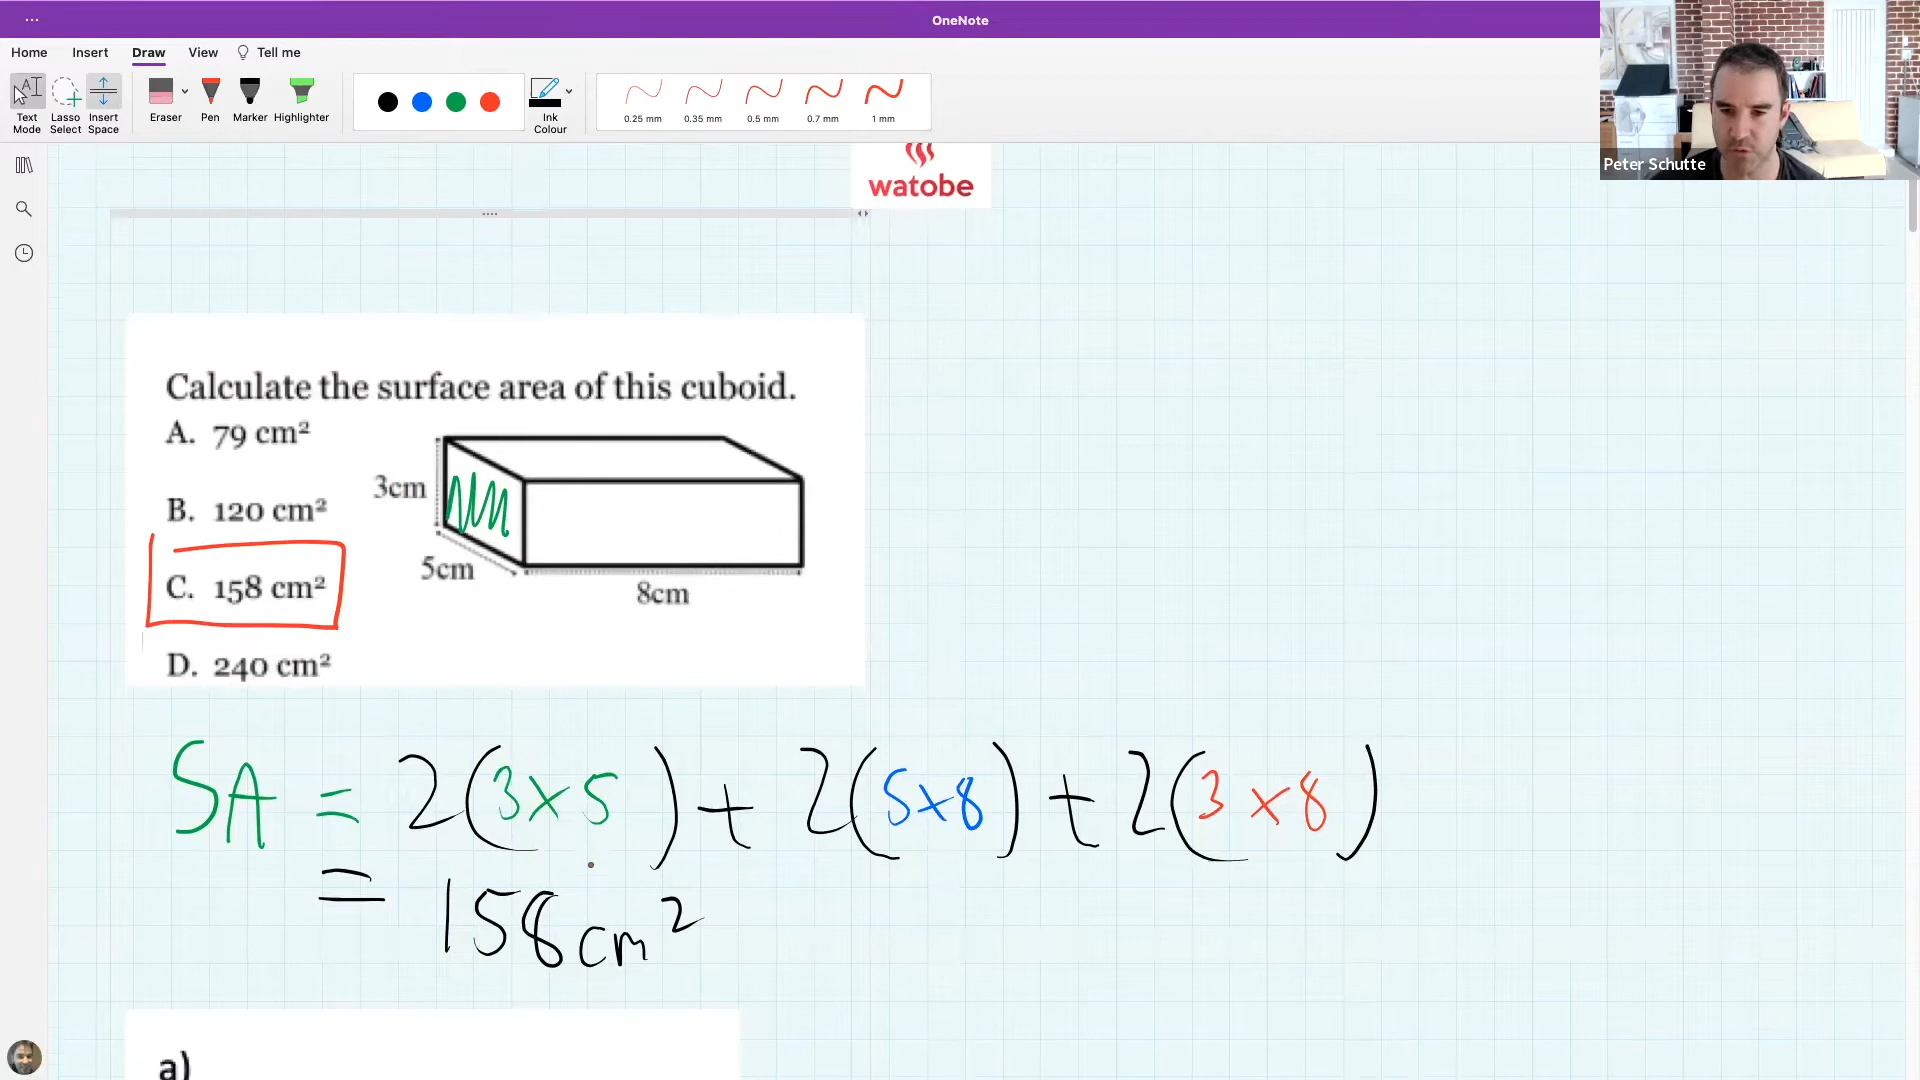 OneNote
Home Insert Draw View Tell me
Text Mode
Lasso Select
Insert Space
Eraser
Pen
Marker
Highlighter
Ink Colour
0.25 mm 0.35 mm 0.5 mm 0.7 mm 1 mm
Peter Schutte
watobe
Calculate the surface area of this cuboid.
A. 79 cm²
B. 120 cm²
C. 158 cm²
D. 240 cm²
3cm
5cm
8cm
SA = 2(3×5) + 2(5×8) + 2(3×8)
= 158cm²
a)